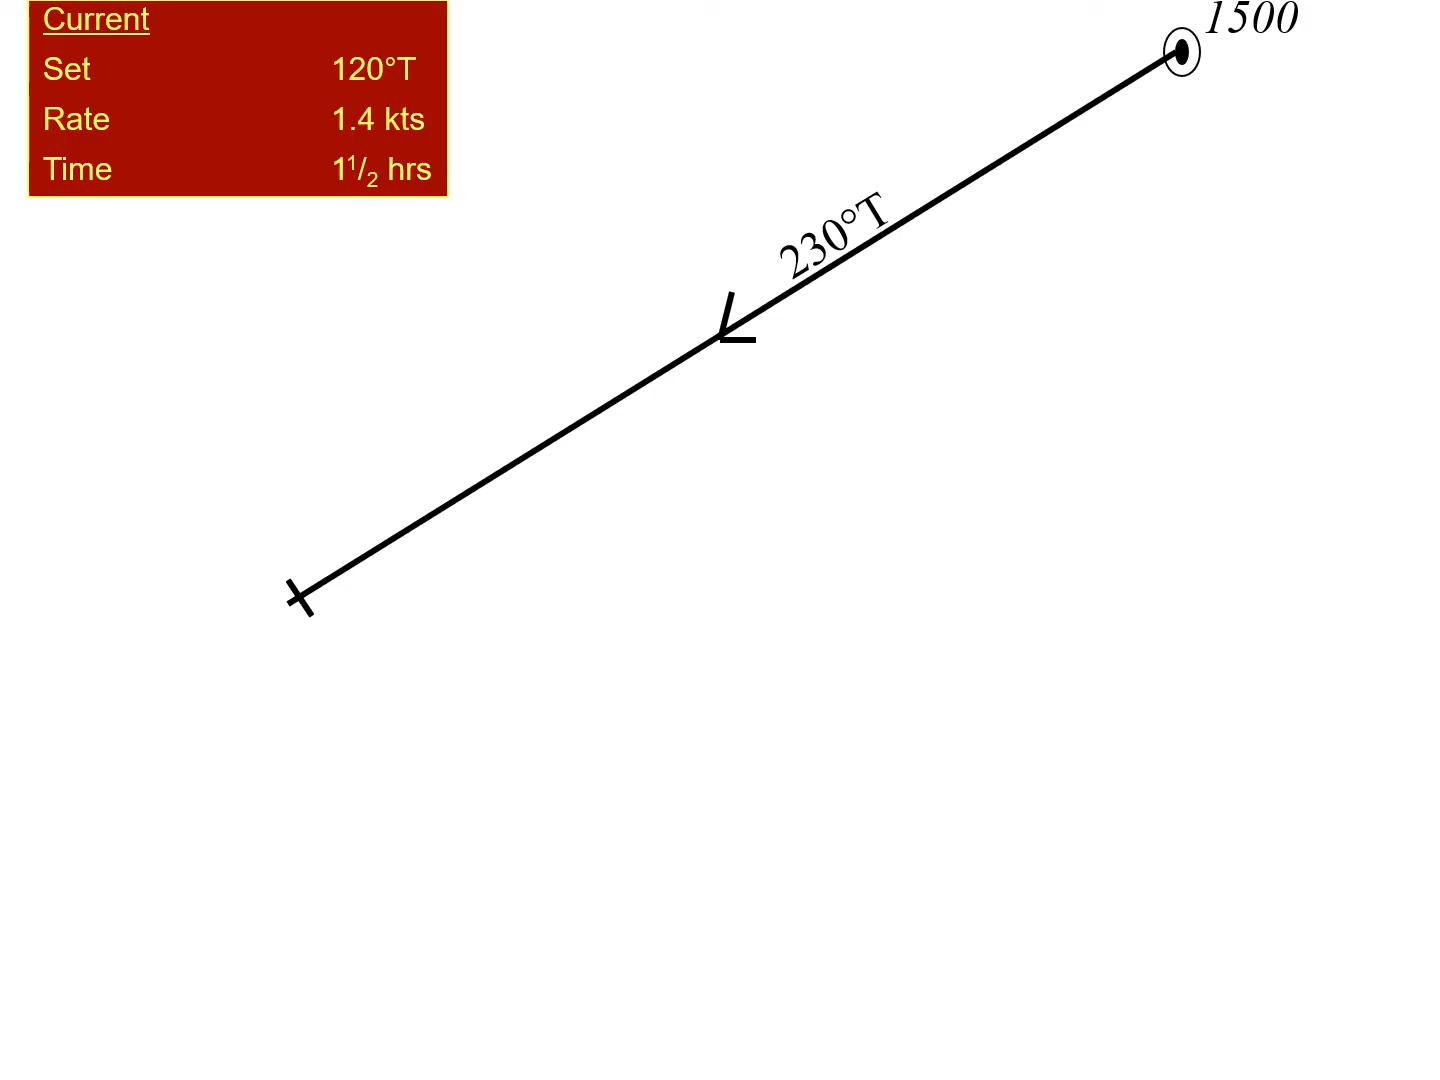 Current
Set 120°T
Rate 1.4 kts
Time 1¹/₂ hrs
1500
230°T